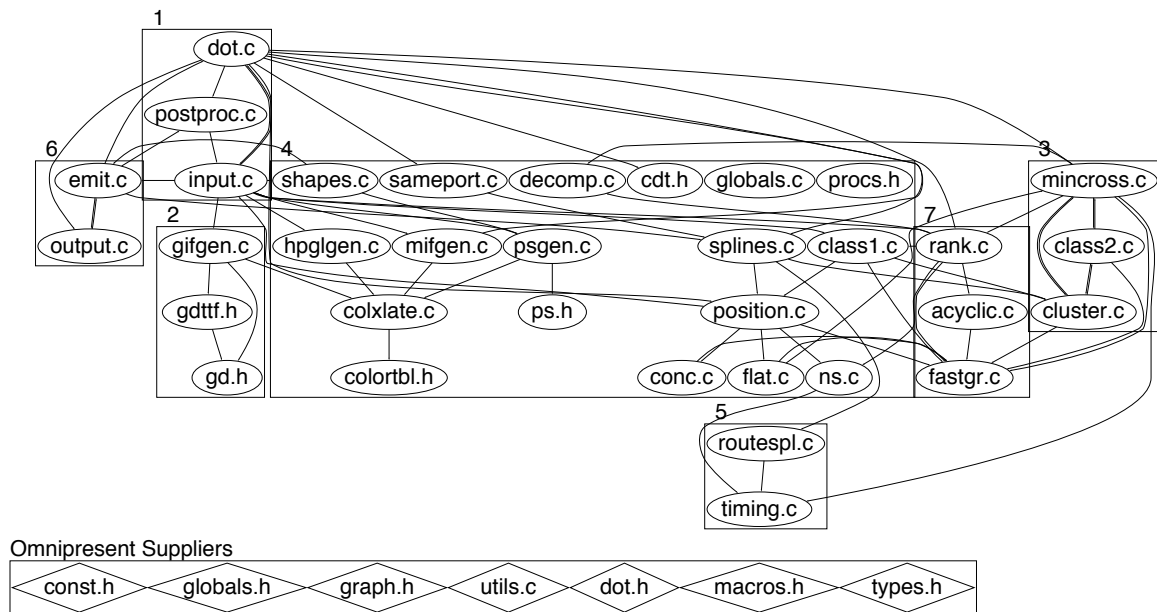 1
dot.c
postproc.c
6 4 3
emit.c input.c shapes.c sameport.c decomp.c cdt.h globals.c procs.h mincross.c
2 7
output.c gifgen.c hpglgen.c mifgen.c psgen.c splines.c class1.c rank.c class2.c
gdttf.h colxlate.c ps.h position.c acyclic.c cluster.c
gd.h colortbl.h conc.c flat.c ns.c fastgr.c
5
routespl.c
timing.c
Omnipresent Suppliers
const.h globals.h graph.h utils.c dot.h macros.h types.h